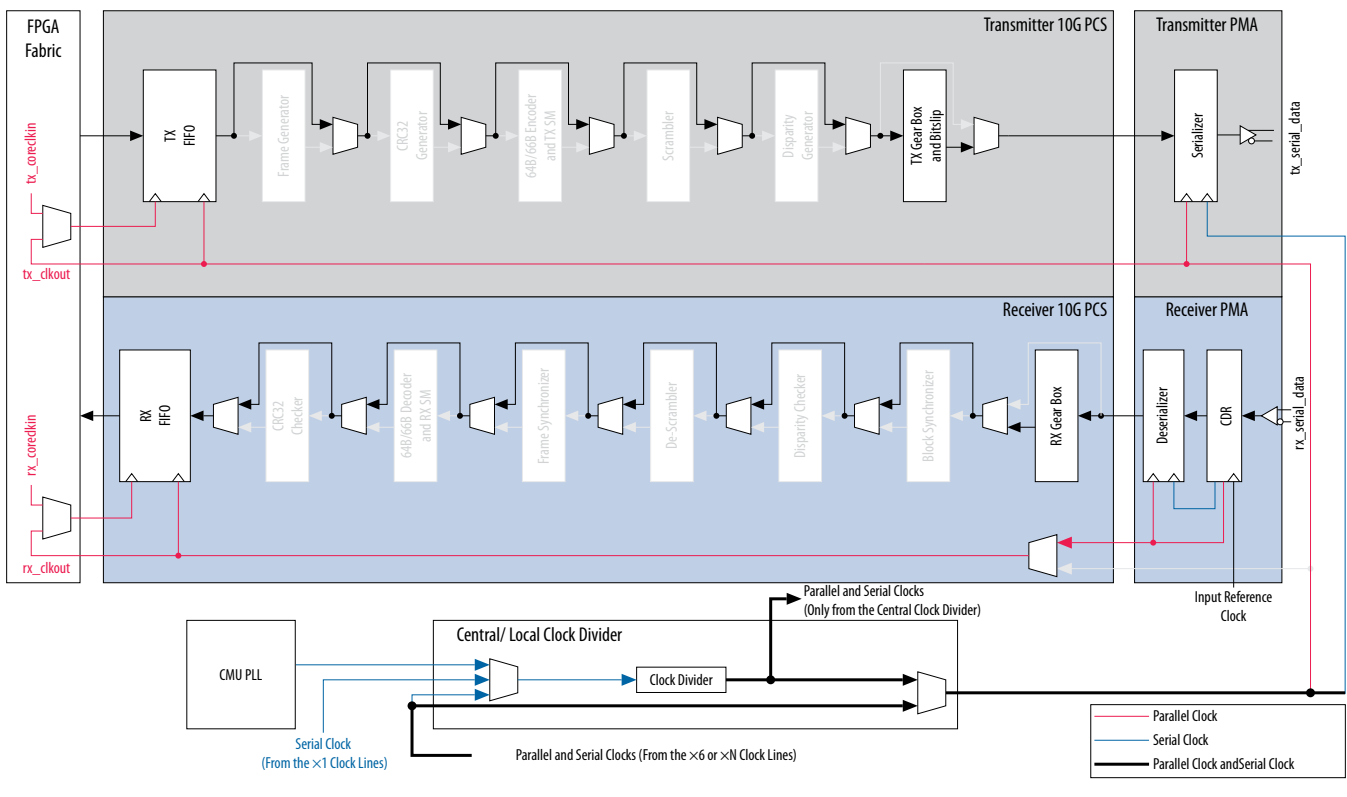 FPGA
Fabric
Transmitter 10G PCS
Transmitter PMA
tx_coreclkin
TX
FIFO
Frame Generator
CRC32
Generator
64B/66B Encoder
and TX SM
Scrambler
Disparity
Generator
TX Gear Box
and Bitslip
Serializer
tx_serial_data
tx_clkout
Receiver 10G PCS
Receiver PMA
rx_coreclkin
RX
FIFO
CRC32
Checker
64B/66B Decoder
and RX SM
Frame Synchronizer
De-Scrambler
Disparity Checker
Block Synchronizer
RX Gear Box
Deserializer
CDR
rx_serial_data
rx_clkout
Input Reference
Clock
Parallel and Serial Clocks
(Only from the Central Clock Divider)
Central/ Local Clock Divider
CMU PLL
Clock Divider
Serial Clock
(From the ×1 Clock Lines)
Parallel and Serial Clocks (From the ×6 or ×N Clock Lines)
Parallel Clock
Serial Clock
Parallel Clock andSerial Clock